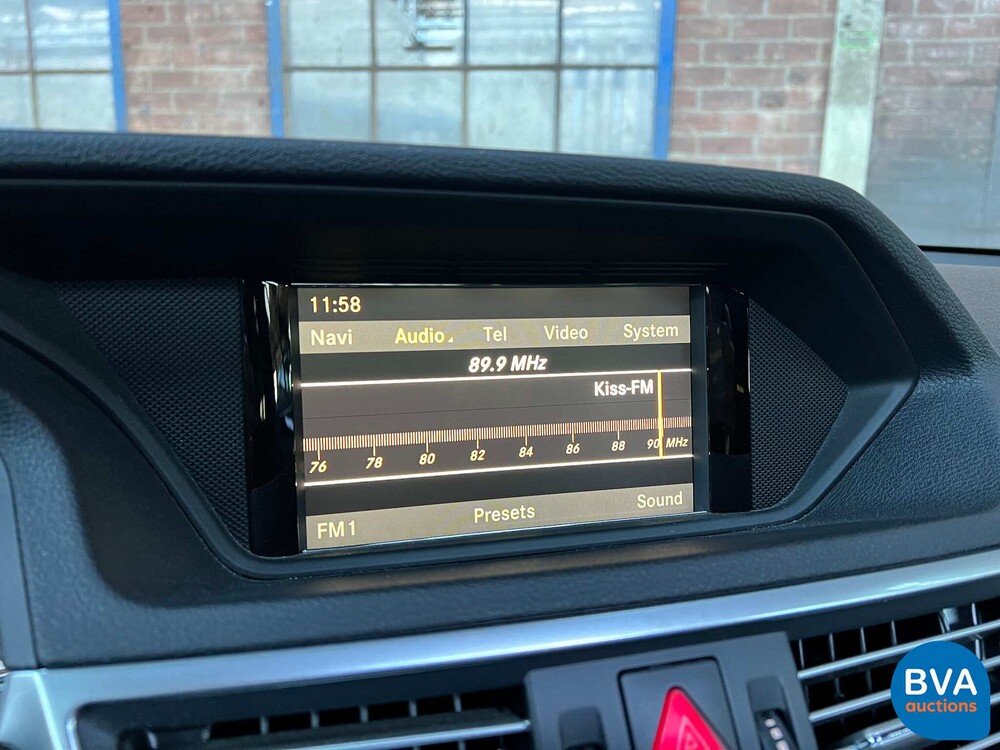 11:58
Navi Audio Tel Video System
89.9 MHz
Kiss-FM
76 78 80 82 84 86 88 90 MHz
FM1 Presets Sound
BVA
auctions